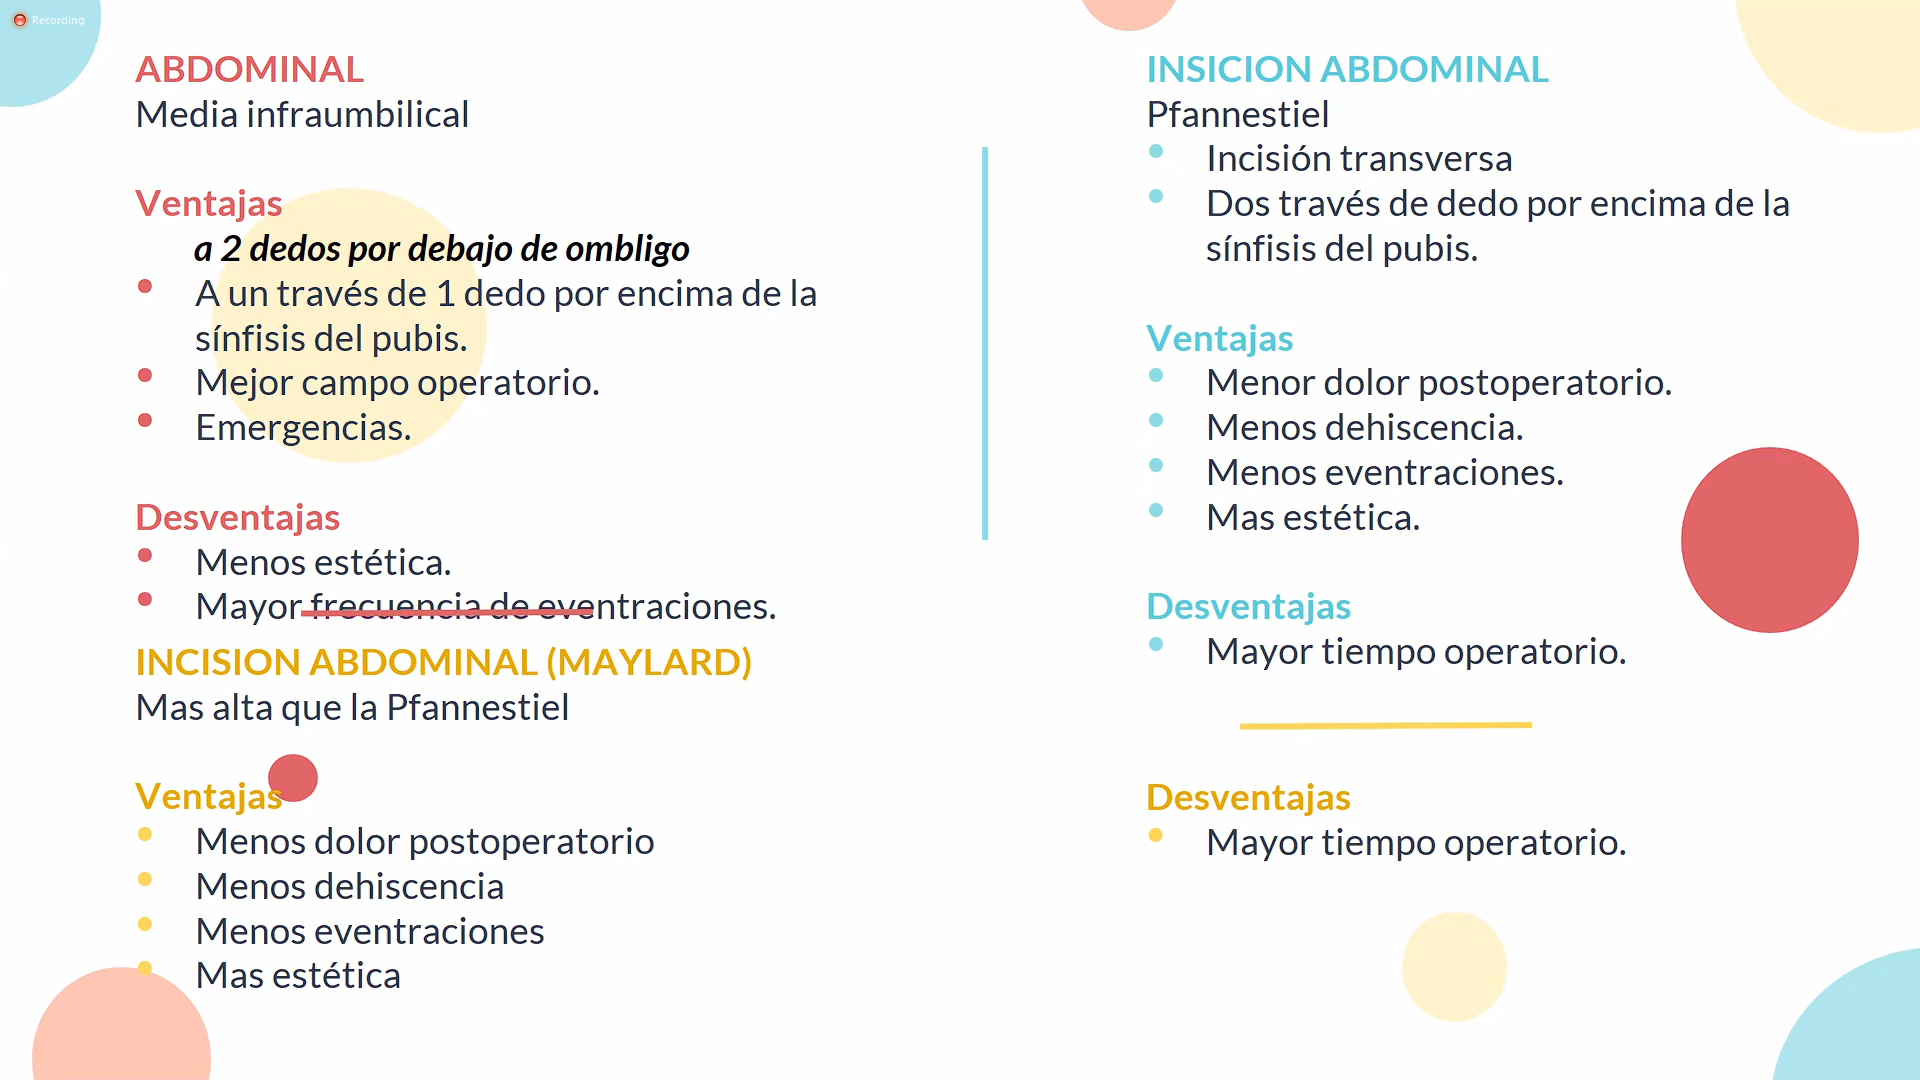 Recording
ABDOMINAL
Media infraumbilical
Ventajas
a 2 dedos por debajo de ombligo
A un través de 1 dedo por encima de la
sínfisis del pubis.
Mejor campo operatorio.
Emergencias.
Desventajas
Menos estética.
Mayor frecuencia de eventraciones.
INCISION ABDOMINAL (MAYLARD)
Mas alta que la Pfannestiel
Ventajas
Menos dolor postoperatorio
Menos dehiscencia
Menos eventraciones
Mas estética
INSICION ABDOMINAL
Pfannestiel
Incisión transversa
Dos través de dedo por encima de la
sínfisis del pubis.
Ventajas
Menor dolor postoperatorio.
Menos dehiscencia.
Menos eventraciones.
Mas estética.
Desventajas
Mayor tiempo operatorio.
Desventajas
Mayor tiempo operatorio.